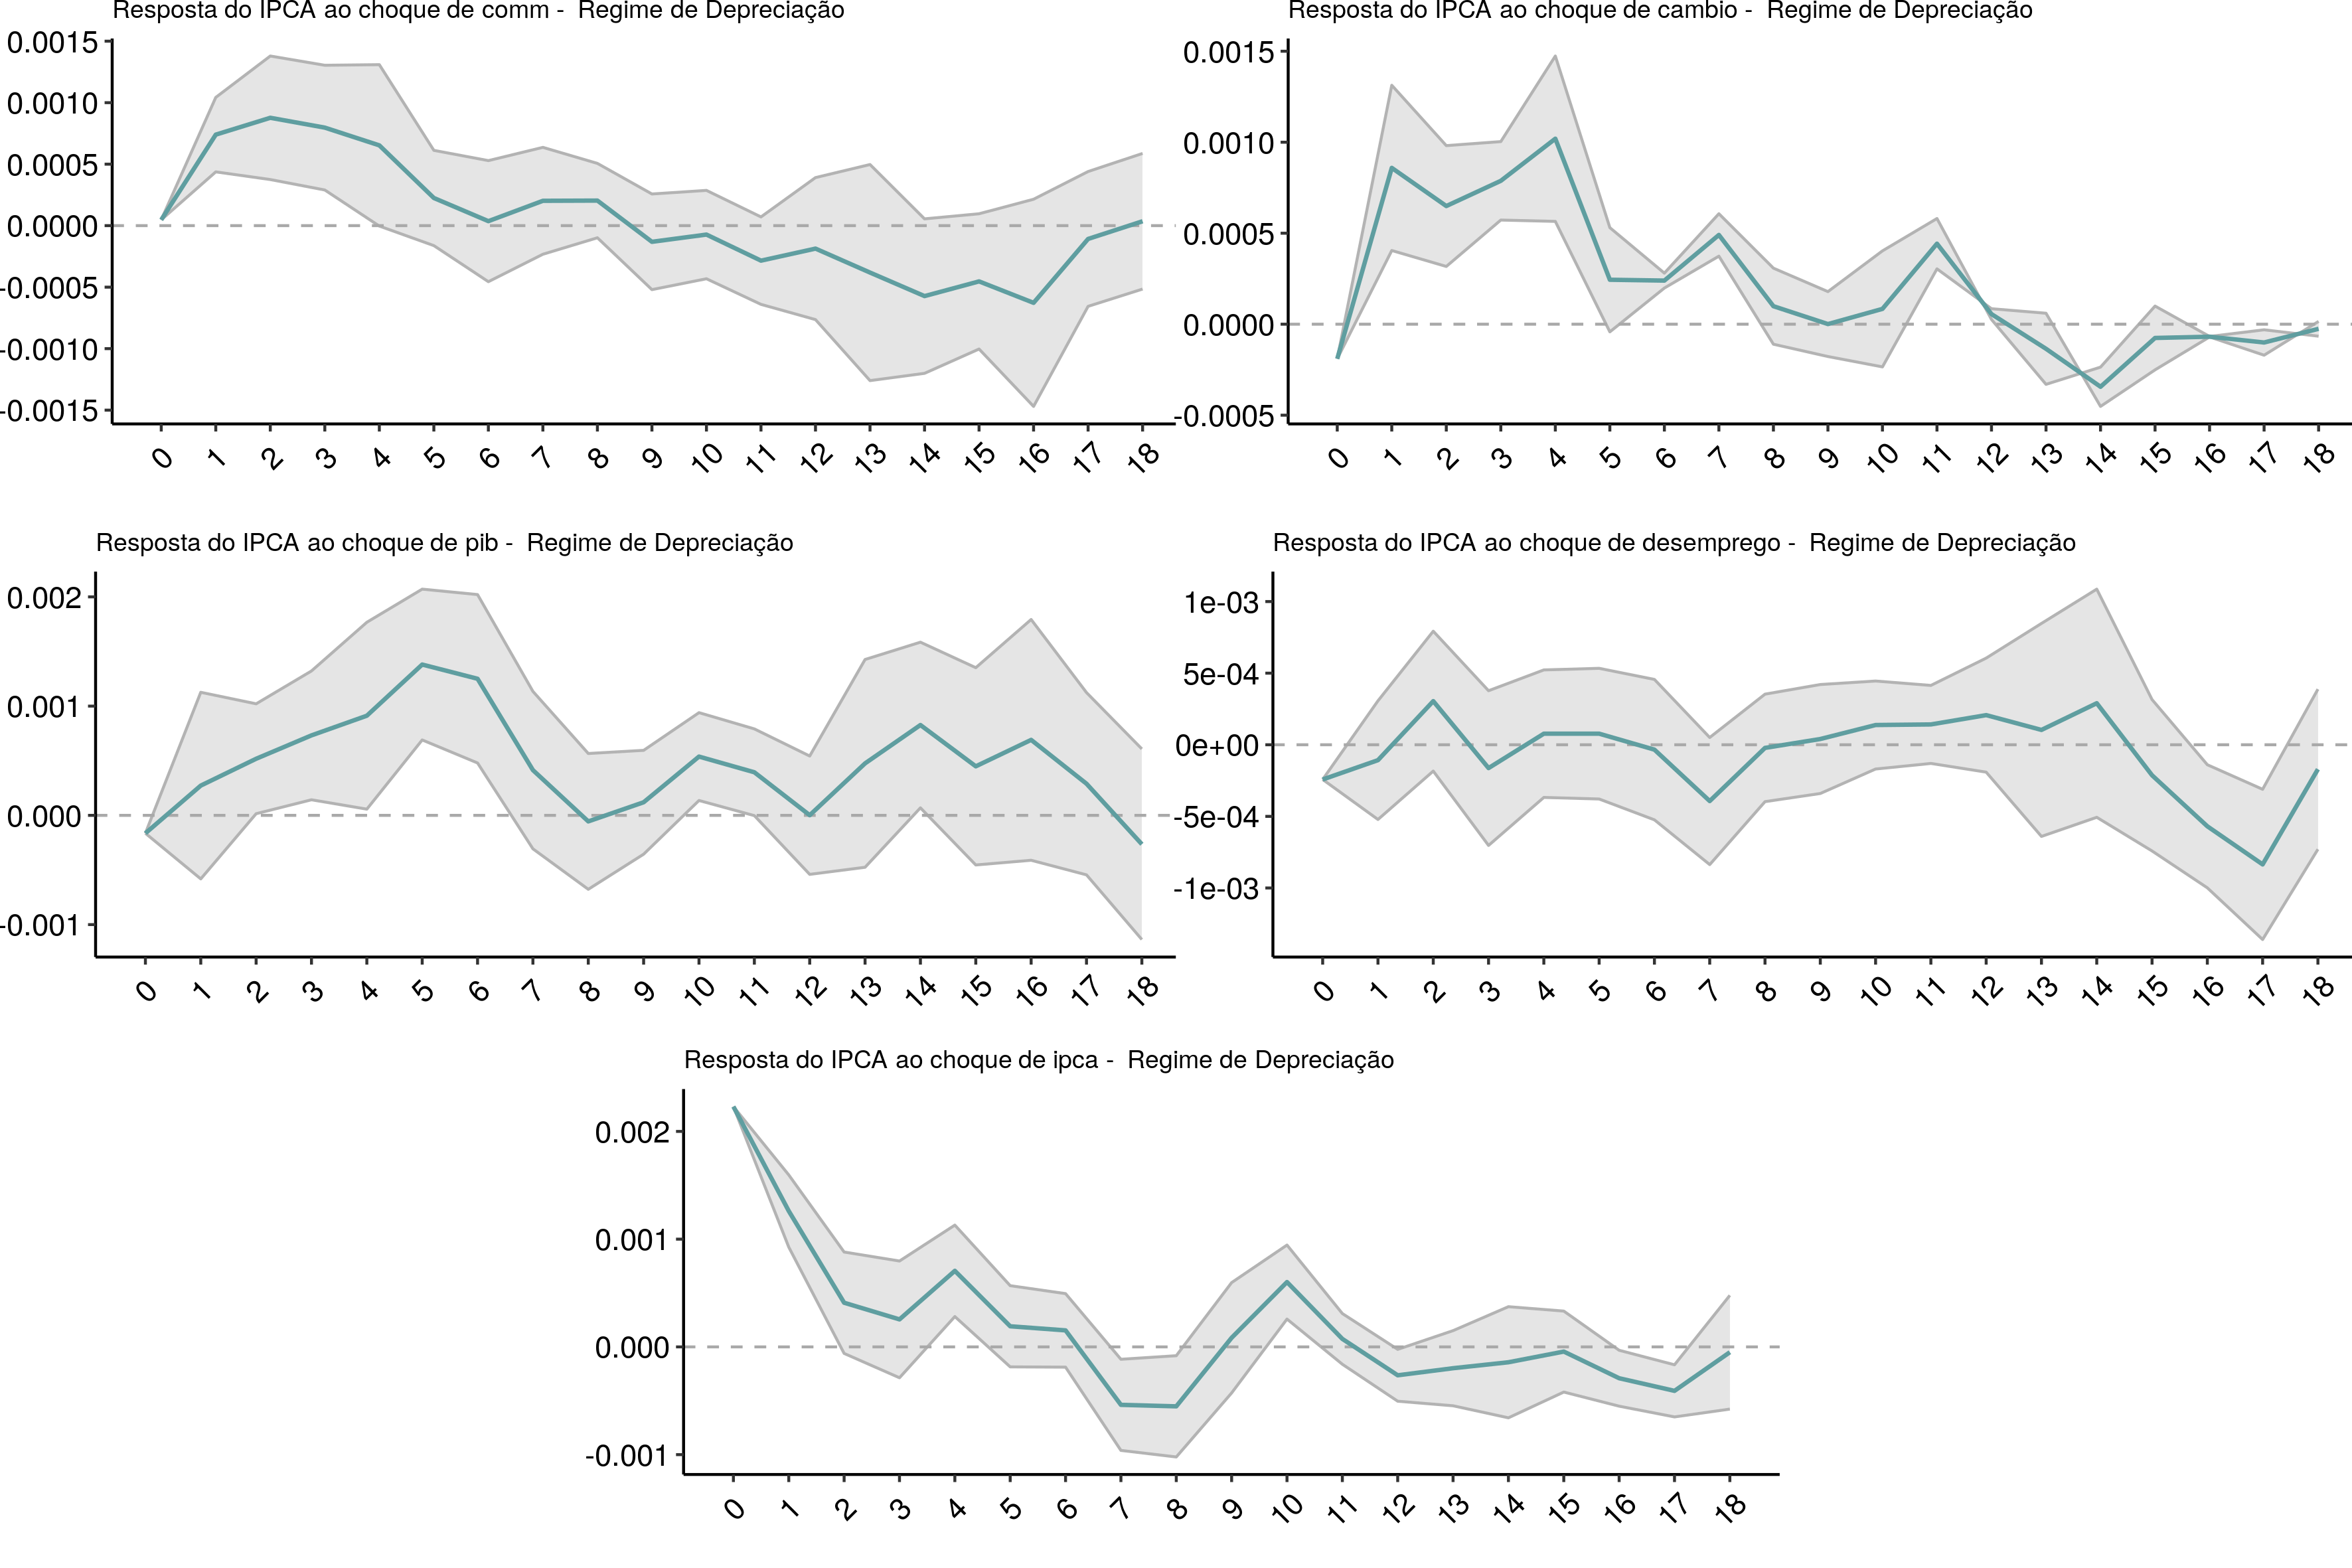 Resposta do IPCA ao choque de comm - Regime de Depreciação
0.0015
0.0010
0.0005
0.0000
-0.0005
-0.0010
-0.0015
0 1 2 3 4 5 6 7 8 9 10 11 12 13 14 15 16 17 18
Resposta do IPCA ao choque de cambio - Regime de Depreciação
0.0015
0.0010
0.0005
0.0000
-0.0005
0 1 2 3 4 5 6 7 8 9 10 11 12 13 14 15 16 17 18
Resposta do IPCA ao choque de pib - Regime de Depreciação
0.002
0.001
0.000
-0.001
0 1 2 3 4 5 6 7 8 9 10 11 12 13 14 15 16 17 18
Resposta do IPCA ao choque de desemprego - Regime de Depreciação
1e-03
5e-04
0e+00
-5e-04
-1e-03
0 1 2 3 4 5 6 7 8 9 10 11 12 13 14 15 16 17 18
Resposta do IPCA ao choque de ipca - Regime de Depreciação
0.002
0.001
0.000
-0.001
0 1 2 3 4 5 6 7 8 9 10 11 12 13 14 15 16 17 18